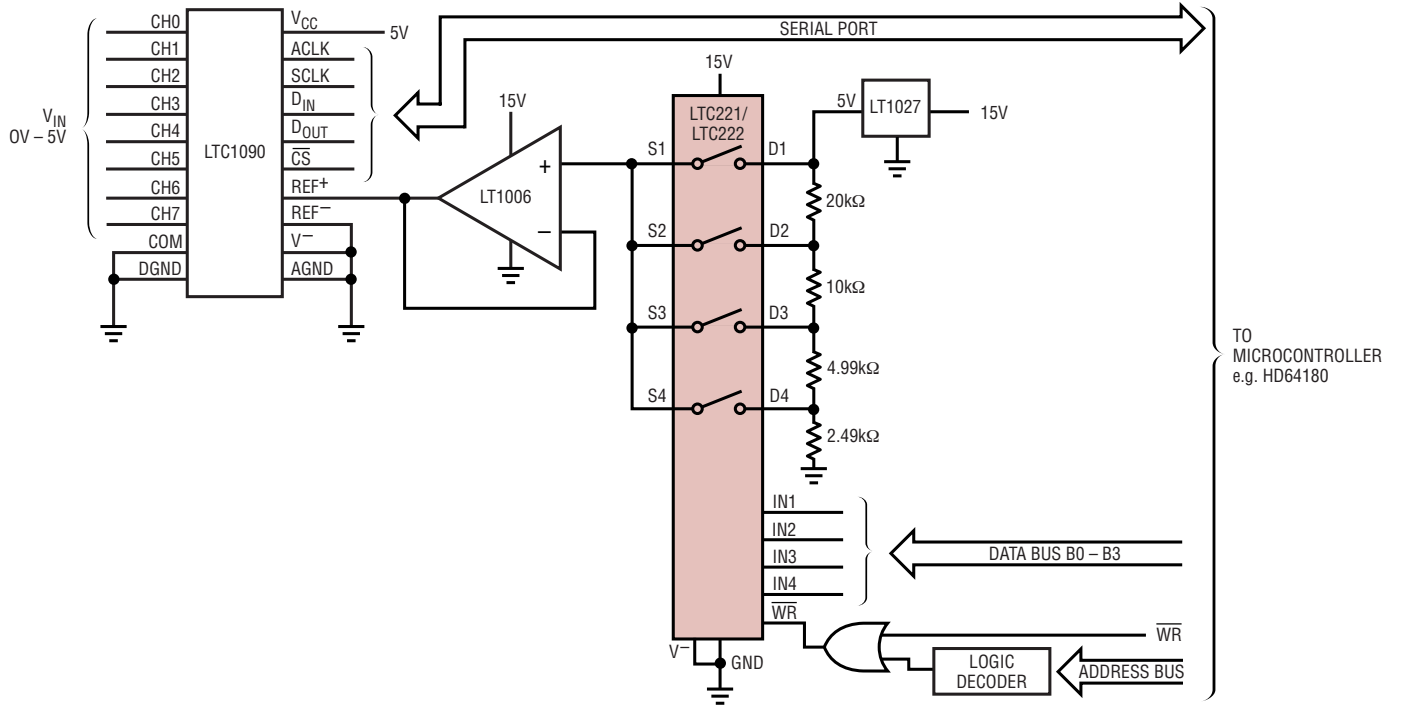 CH0
CH1
CH2
CH3
CH4
CH5
CH6
CH7
COM
DGND
VIN
0V – 5V
LTC1090
VCC
5V
ACLK
SCLK
DIN
DOUT
CS
REF+
REF–
V–
AGND
SERIAL PORT
15V
LT1006
+
–
15V
LTC221/
LTC222
S1
D1
S2
D2
S3
D3
S4
D4
5V
LT1027
15V
20kΩ
10kΩ
4.99kΩ
2.49kΩ
IN1
IN2
IN3
IN4
WR
V–
GND
DATA BUS B0 – B3
WR
LOGIC
DECODER
ADDRESS BUS
TO
MICROCONTROLLER
e.g. HD64180